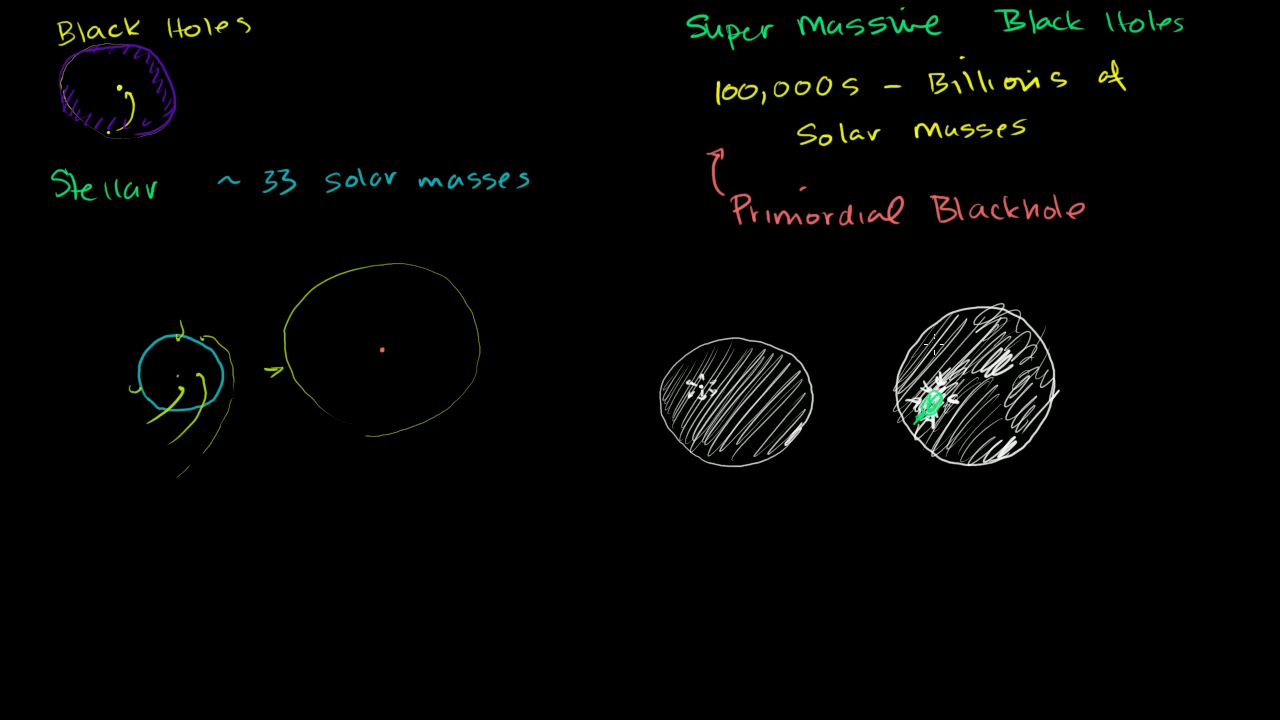 Black Holes
Stellar ~ 33 solar masses
Super Massive Black Holes
100,000s - Billions of
Solar masses
Primordial Blackhole